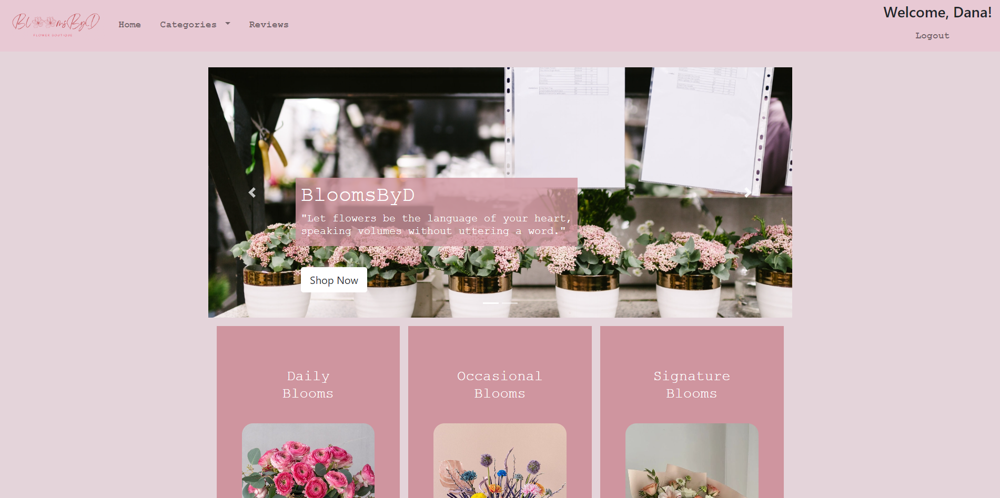 BloomsByD
FLOWER BOUTIQUE
Home
Categories
Reviews
Welcome, Dana!
Logout
BloomsByD
"Let flowers be the language of your heart,
speaking volumes without uttering a word."
Shop Now
Daily
Blooms
Occasional
Blooms
Signature
Blooms